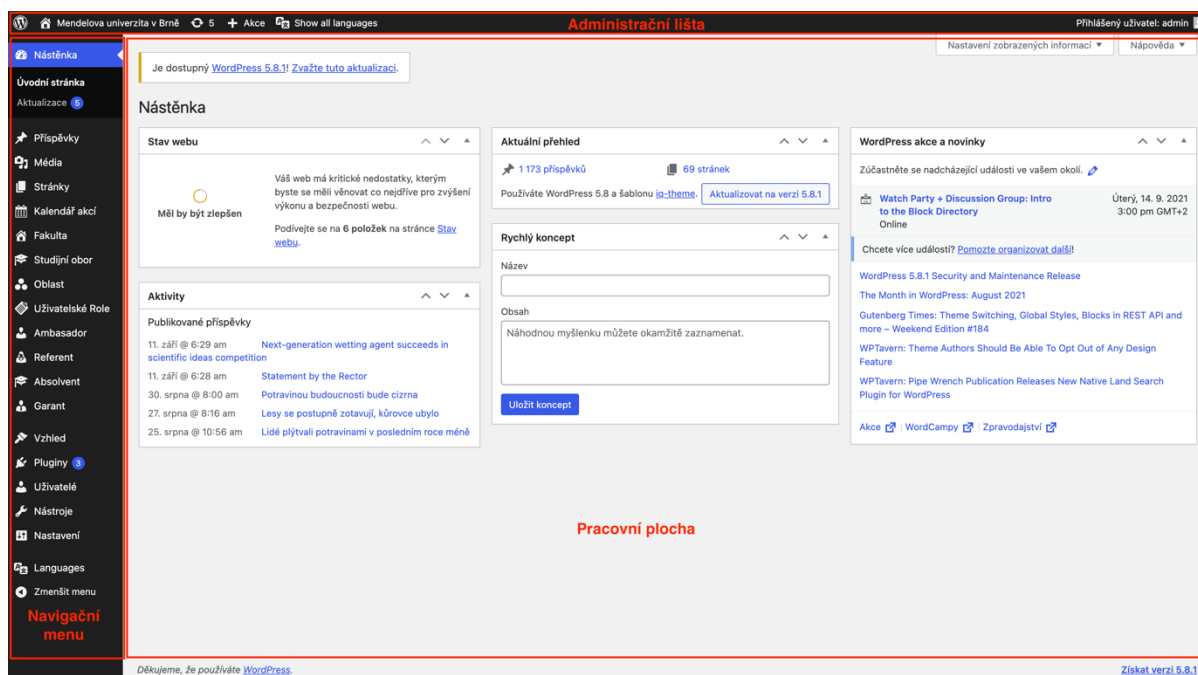 Mendelova univerzita v Brně 5 Akce Show all languages Administrační lišta Přihlášený uživatel: admin
Nástěnka
Úvodní stránka
Aktualizace 5
Příspěvky
Média
Stránky
Kalendář akcí
Fakulta
Studijní obor
Oblast
Uživatelské Role
Ambasador
Referent
Absolvent
Garant
Vzhled
Pluginy 3
Uživatelé
Nástroje
Nastavení
Languages
Zmenšit menu
Navigační
menu
Nastavení zobrazených informací Nápověda
Je dostupný WordPress 5.8.1! Zvažte tuto aktualizaci.
Nástěnka
Stav webu
Měl by být zlepšen
Váš web má kritické nedostatky, kterým
byste se měli věnovat co nejdříve pro zvýšení
výkonu a bezpečnosti webu.
Podívejte se na 6 položek na stránce Stav
webu.
Aktivity
Publikované příspěvky
11. září @ 6:29 am Next-generation wetting agent succeeds in
scientific ideas competition
11. září @ 6:28 am Statement by the Rector
30. srpna @ 8:00 am Potravinou budoucnosti bude cizrna
27. srpna @ 8:16 am Lesy se postupně zotavují, kůrovce ubylo
25. srpna @ 10:56 am Lidé plýtvali potravinami v posledním roce méně
Aktuální přehled
1 173 příspěvků 69 stránek
Používáte WordPress 5.8 a šablonu iq-theme. Aktualizovat na verzi 5.8.1
Rychlý koncept
Název
Obsah
Náhodnou myšlenku můžete okamžitě zaznamenat.
Uložit koncept
WordPress akce a novinky
Zúčastněte se nadcházející události ve vašem okolí.
Watch Party + Discussion Group: Intro Úterý, 14. 9. 2021
to the Block Directory 3:00 pm GMT+2
Online
Chcete více událostí? Pomozte organizovat další!
WordPress 5.8.1 Security and Maintenance Release
The Month in WordPress: August 2021
Gutenberg Times: Theme Switching, Global Styles, Blocks in REST API and
more – Weekend Edition #184
WPTavern: Theme Authors Should Be Able To Opt Out of Any Design
Feature
WPTavern: Pipe Wrench Publication Releases New Native Land Search
Plugin for WordPress
Akce | WordCampy | Zpravodajství
Pracovní plocha
Děkujeme, že používáte WordPress. Získat verzi 5.8.1